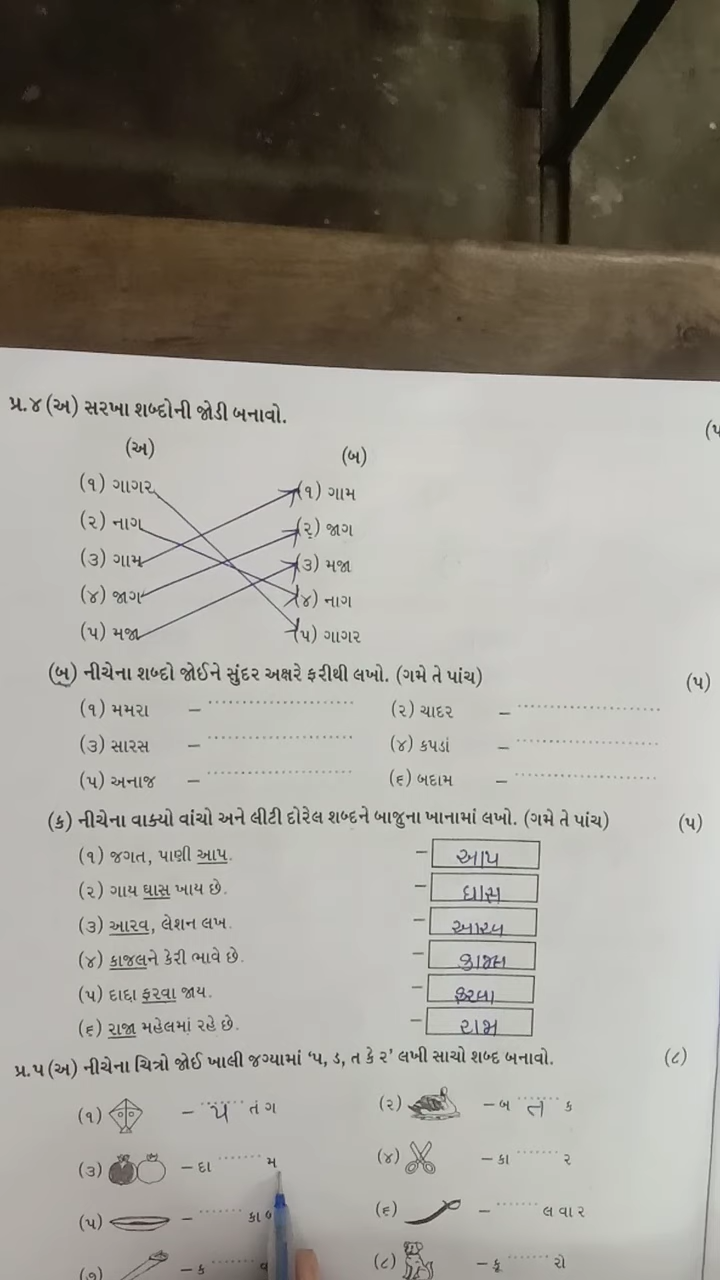 પ્ર.૪ (અ) સરખા શબ્દોની જોડી બનાવો. (૫
(અ) (બ)
(૧) ગાગર (૧) ગામ
(૨) નાગ (૨) જાગ
(૩) ગામ (૩) મજા
(૪) જાગ (૪) નાગ
(૫) મજા (૫) ગાગર
(બ) નીચેના શબ્દો જોઈને સુંદર અક્ષરે ફરીથી લખો. (ગમે તે પાંચ) (૫)
(૧) મમરા – .................... (૨) ચાદર – ....................
(૩) સારસ – .................... (૪) કપડાં – ....................
(૫) અનાજ – .................... (૬) બદામ – ....................
(ક) નીચેના વાક્યો વાંચો અને લીટી દોરેલ શબ્દને બાજુના ખાનામાં લખો. (ગમે તે પાંચ) (૫)
(૧) જગત, પાણી આપ. – આપ
(૨) ગાય ઘાસ ખાય છે. – ઘાસ
(૩) આરવ, લેશન લખ. – આરવ
(૪) કાજલને કેરી ભાવે છે. – કાજલ
(૫) દાદા ફરવા જાય. – ફરવા
(૬) રાજા મહેલમાં રહે છે. – રાજા
પ્ર.૫ (અ) નીચેના ચિત્રો જોઈ ખાલી જગ્યામાં ‘પ, ડ, ત કે ર’ લખી સાચો શબ્દ બનાવો. (૮)
(૧) – પ તંગ (૨) – બ ત ક
(૩) – દા ....... મ (૪) – કા ....... ર
(૫) – ....... કા (૬) – ....... લવાર
(૭) – ક ....... (૮) – કૂ ....... રો